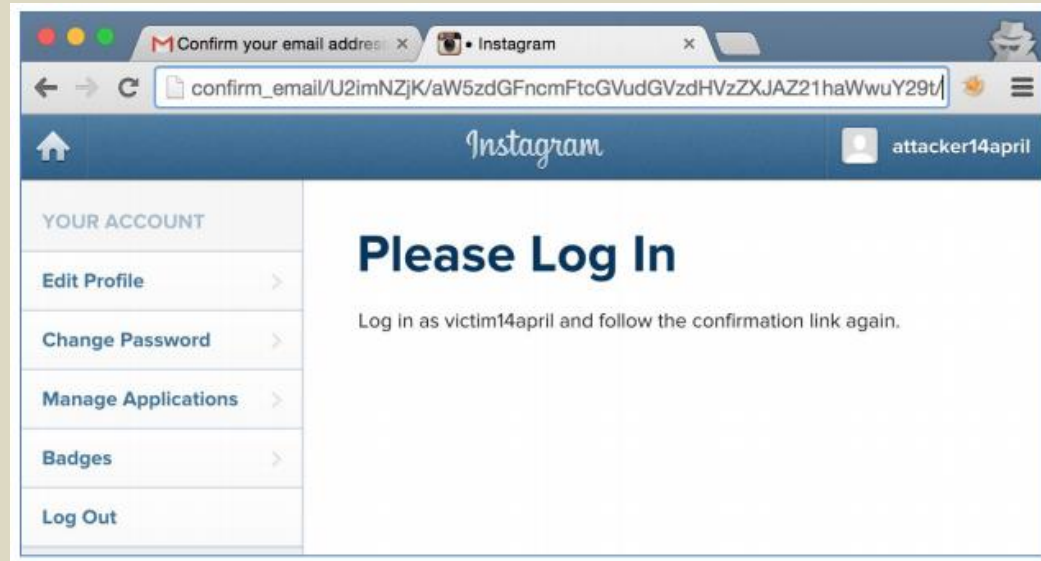 Confirm your email addres
Instagram
confirm_email/U2imNZjK/aW5zdGFncmFtcGVudGVzdHVzZXJAZ21haWwuY29t/
Instagram
attacker14april
YOUR ACCOUNT
Edit Profile
Change Password
Manage Applications
Badges
Log Out
Please Log In
Log in as victim14april and follow the confirmation link again.